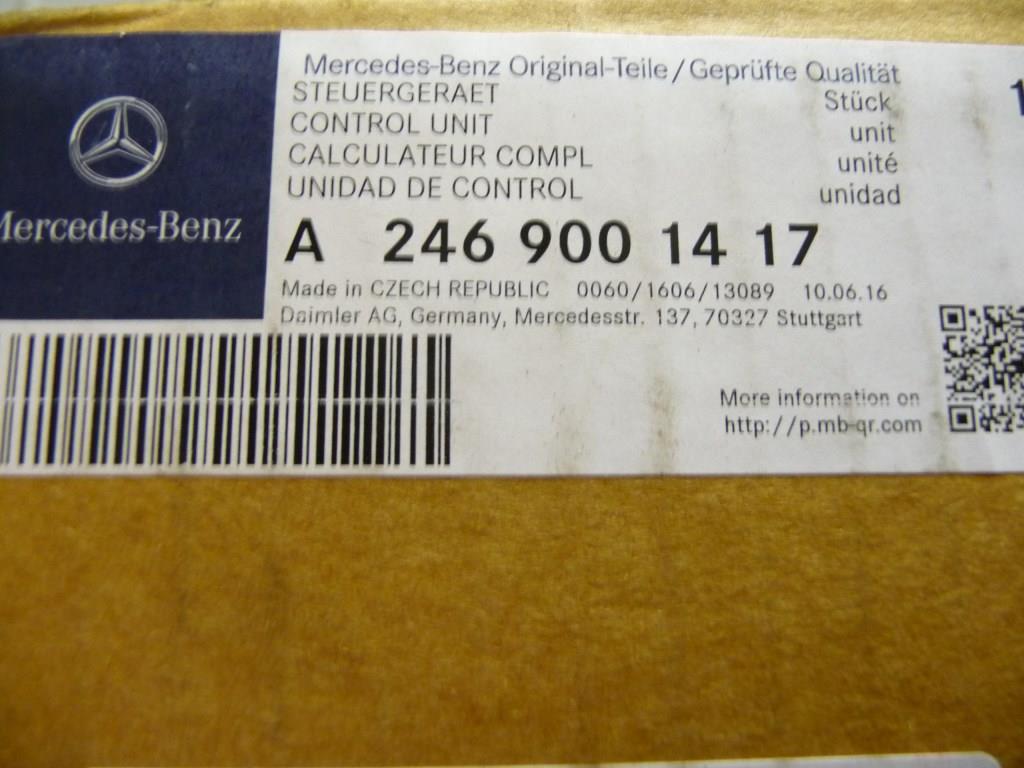 Mercedes-Benz Original-Teile/Geprüfte Qualität
STEUERGERAET Stück 1
CONTROL UNIT unit
CALCULATEUR COMPL unité
UNIDAD DE CONTROL unidad
Mercedes-Benz
A 246 900 14 17
Made in CZECH REPUBLIC 0060/1606/13089 10.06.16
Daimler AG, Germany, Mercedesstr. 137, 70327 Stuttgart
More information on
http://p.mb-qr.com